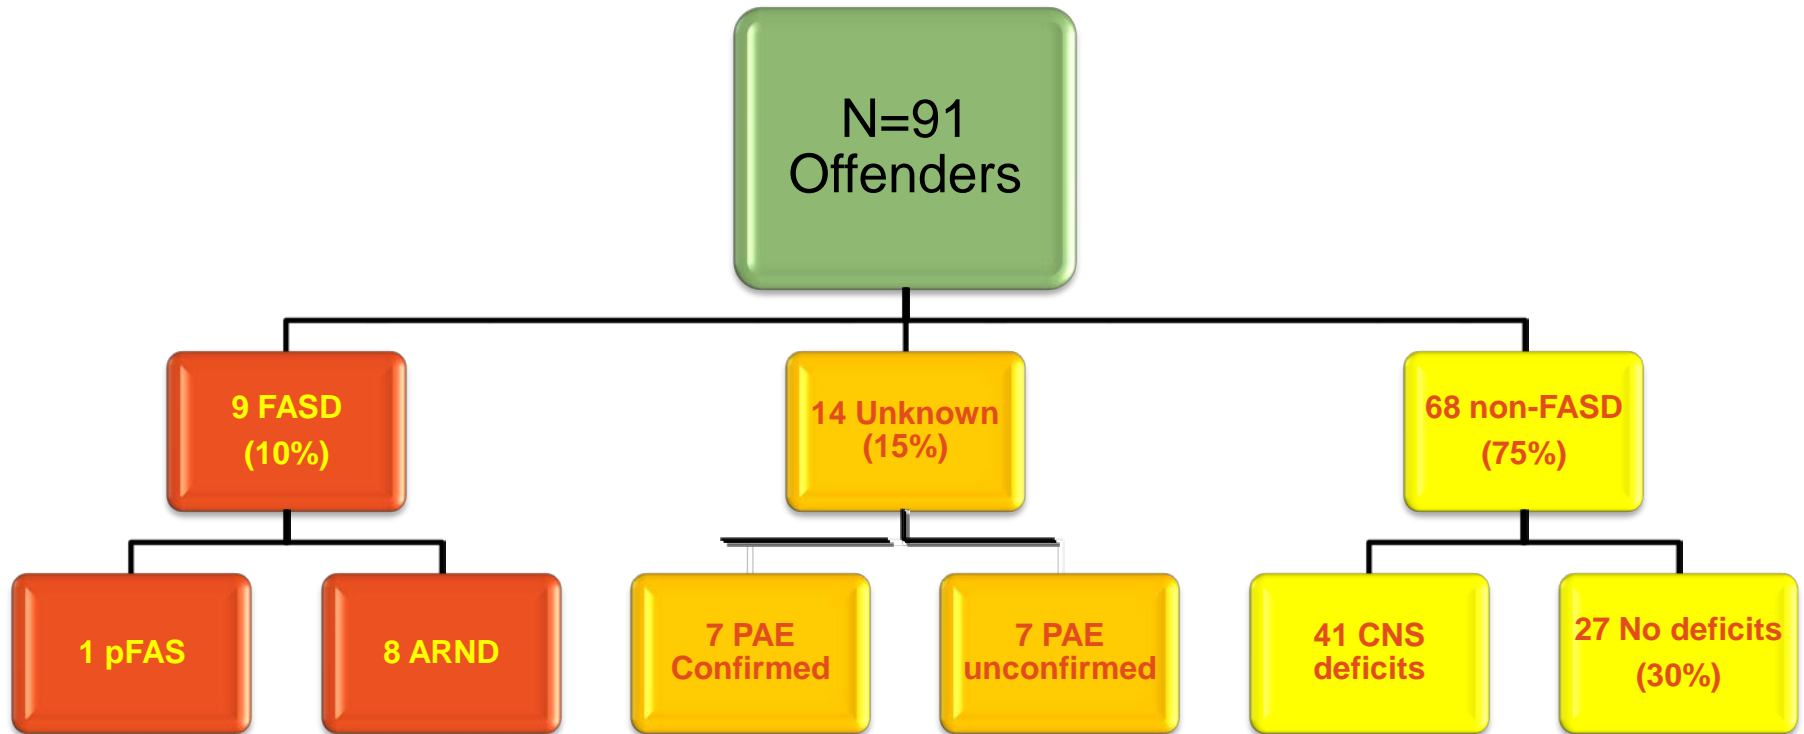 N=91
Offenders
9 FASD
(10%)
14 Unknown
(15%)
68 non-FASD
(75%)
1 pFAS
8 ARND
7 PAE
Confirmed
7 PAE
unconfirmed
41 CNS
deficits
27 No deficits
(30%)